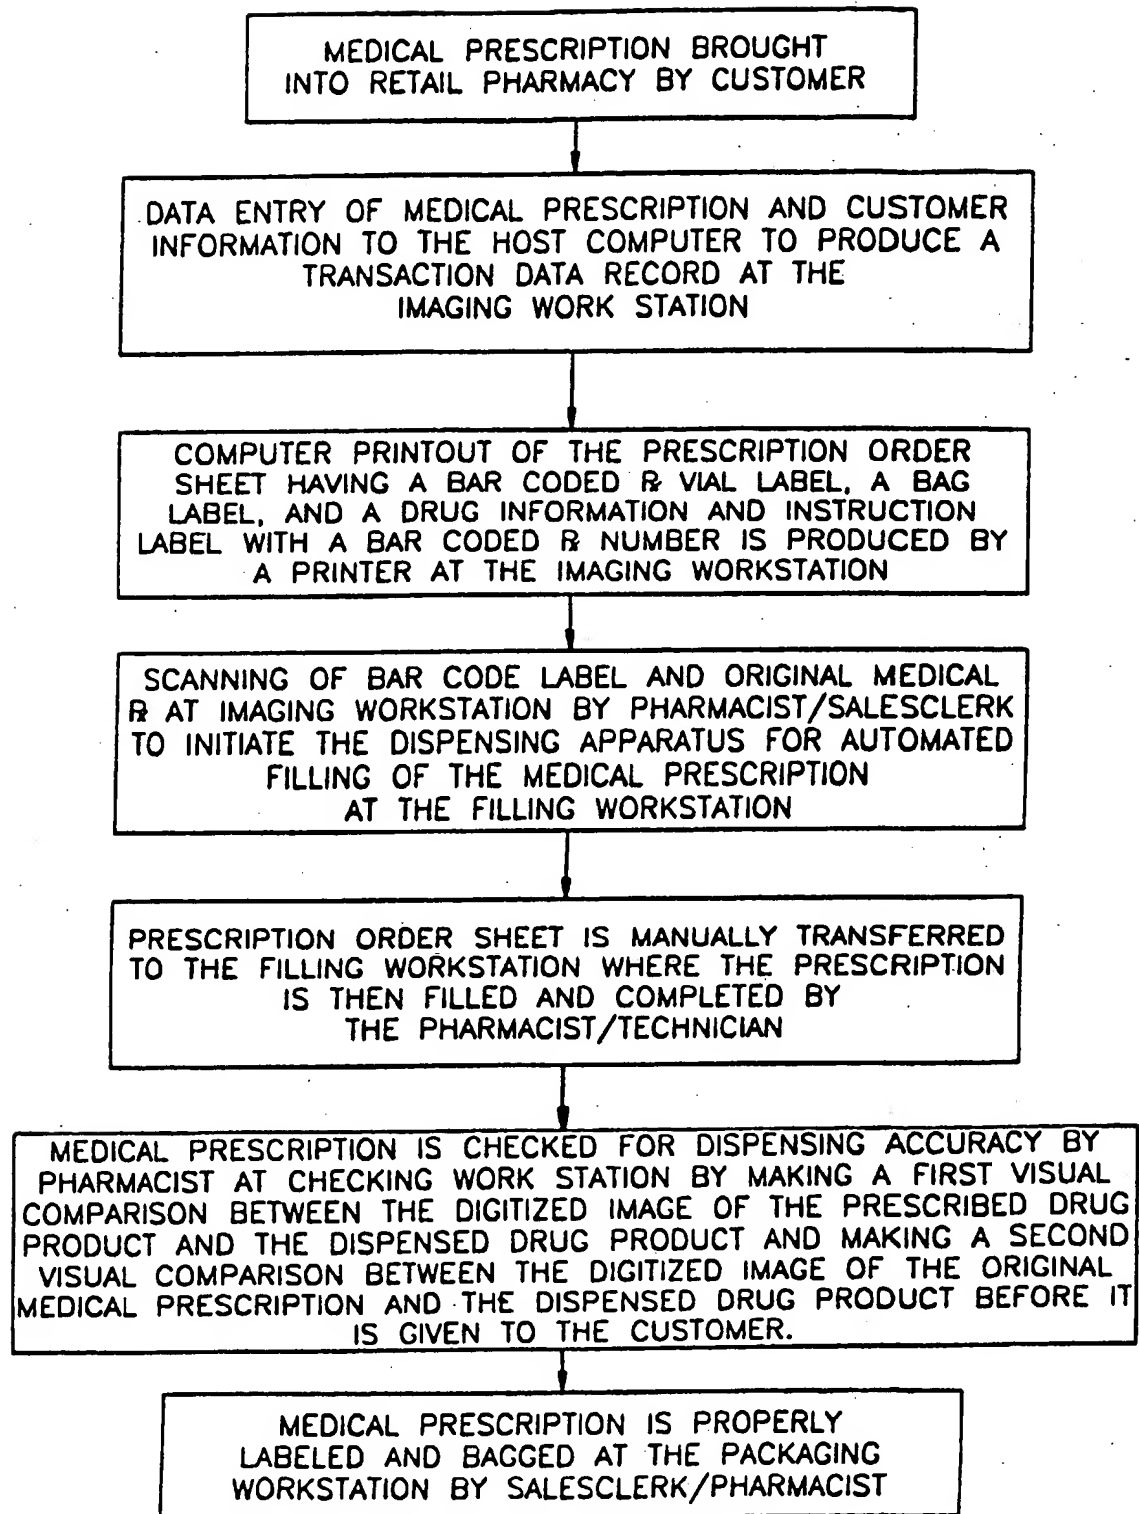 MEDICAL PRESCRIPTION BROUGHT
INTO RETAIL PHARMACY BY CUSTOMER
DATA ENTRY OF MEDICAL PRESCRIPTION AND CUSTOMER
INFORMATION TO THE HOST COMPUTER TO PRODUCE A
TRANSACTION DATA RECORD AT THE
IMAGING WORK STATION
COMPUTER PRINTOUT OF THE PRESCRIPTION ORDER
SHEET HAVING A BAR CODED ℞ VIAL LABEL, A BAG
LABEL, AND A DRUG INFORMATION AND INSTRUCTION
LABEL WITH A BAR CODED ℞ NUMBER IS PRODUCED BY
A PRINTER AT THE IMAGING WORKSTATION
SCANNING OF BAR CODE LABEL AND ORIGINAL MEDICAL
℞ AT IMAGING WORKSTATION BY PHARMACIST/SALESCLERK
TO INITIATE THE DISPENSING APPARATUS FOR AUTOMATED
FILLING OF THE MEDICAL PRESCRIPTION
AT THE FILLING WORKSTATION
PRESCRIPTION ORDER SHEET IS MANUALLY TRANSFERRED
TO THE FILLING WORKSTATION WHERE THE PRESCRIPTION
IS THEN FILLED AND COMPLETED BY
THE PHARMACIST/TECHNICIAN
MEDICAL PRESCRIPTION IS CHECKED FOR DISPENSING ACCURACY BY
PHARMACIST AT CHECKING WORK STATION BY MAKING A FIRST VISUAL
COMPARISON BETWEEN THE DIGITIZED IMAGE OF THE PRESCRIBED DRUG
PRODUCT AND THE DISPENSED DRUG PRODUCT AND MAKING A SECOND
VISUAL COMPARISON BETWEEN THE DIGITIZED IMAGE OF THE ORIGINAL
MEDICAL PRESCRIPTION AND THE DISPENSED DRUG PRODUCT BEFORE IT
IS GIVEN TO THE CUSTOMER.
MEDICAL PRESCRIPTION IS PROPERLY
LABELED AND BAGGED AT THE PACKAGING
WORKSTATION BY SALESCLERK/PHARMACIST